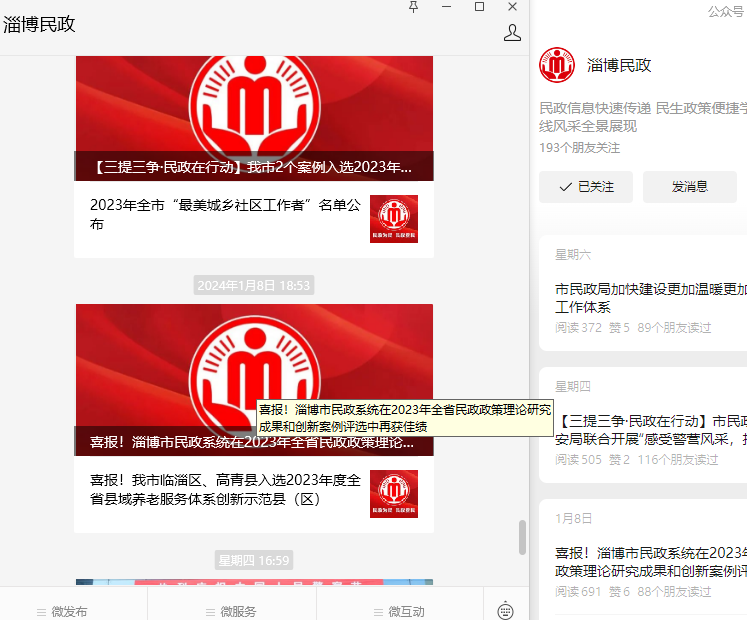 淄博民政
【三提三争·民政在行动】我市2个案例入选2023年...
2023年全市“最美城乡社区工作者”名单公
布
2024年1月8日 18:53
喜报！淄博市民政系统在2023年全省民政政策理论研究
成果和创新案例评选中再获佳绩
喜报！淄博市民政系统在2023年全省民政政策理论...
喜报！我市临淄区、高青县入选2023年度全
省县域养老服务体系创新示范县（区）
星期四 16:59
微发布
微服务
微互动
公众号
淄博民政
民政信息快速传递 民生政策便捷学
线风采全景展现
193个朋友关注
已关注
发消息
星期六
市民政局加快建设更加温暖更加
工作体系
阅读 372 赞 5 89个朋友读过
星期四
【三提三争·民政在行动】市民政
安局联合开展“感受警营风采，
阅读 505 赞 2 116个朋友读过
1月8日
喜报！淄博市民政系统在2023年
政策理论研究成果和创新案例评
阅读 691 赞 6 88个朋友读过